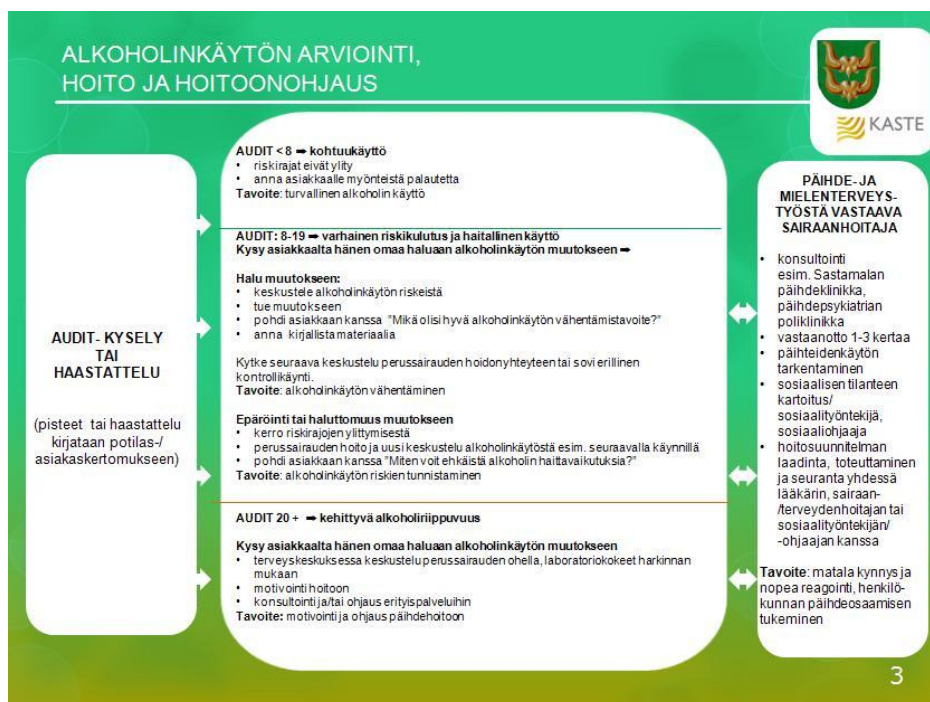 ALKOHOLINKÄYTÖN ARVIOINTI,
HOITO JA HOITOONOHJAUS
KASTE
AUDIT- KYSELY
TAI
HAASTATTELU
(pisteet tai haastattelu
kirjataan potilas-/
asiakaskertomukseen)
AUDIT < 8 ➡ kohtuukäyttö
• riskirajat eivät ylity
• anna asiakkaalle myönteistä palautetta
Tavoite: turvallinen alkoholin käyttö
AUDIT: 8-19 ➡ varhainen riskikulutus ja haitallinen käyttö
Kysy asiakkaalta hänen omaa haluaan alkoholinkäytön muutokseen ➡
Halu muutokseen:
• keskustele alkoholinkäytön riskeistä
• tue muutokseen
• pohdi asiakkaan kanssa "Mikä olisi hyvä alkoholinkäytön vähentämistavoite?"
• anna kirjallista materiaalia
Kytke seuraava keskustelu perussairauden hoidon yhteyteen tai sovi erillinen
kontrollikäynti.
Tavoite: alkoholinkäytön vähentäminen
Epäröinti tai haluttomuus muutokseen
• kerro riskirajojen ylittymisestä
• perussairauden hoito ja uusi keskustelu alkoholinkäytöstä esim. seuraavalla käynnillä
• pohdi asiakkaan kanssa "Miten voit ehkäistä alkoholin haittavaikutuksia?"
Tavoite: alkoholinkäytön riskien tunnistaminen
AUDIT 20 + ➡ kehittyvä alkoholiriippuvuus
Kysy asiakkaalta hänen omaa haluaan alkoholinkäytön muutokseen
• terveyskeskuksessa keskustelu perussairauden ohella, laboratoriokokeet harkinnan
mukaan
• motivointi hoitoon
• konsultointi ja/tai ohjaus erityispalveluihin
Tavoite: motivointi ja ohjaus päihdehoitoon
PÄIHDE- JA
MIELENTERVEYS-
TYÖSTÄ VASTAAVA
SAIRAANHOITAJA
• konsultointi
esim. Sastamalan
päihdeklinikka,
päihdepsykiatrian
poliklinikka
• vastaanotto 1-3 kertaa
• päihteidenkäytön
tarkentaminen
• sosiaalisen tilanteen
kartoitus/
sosiaalityöntekijä,
sosiaaliohjaaja
• hoitosuunnitelman
laadinta, toteuttaminen
ja seuranta yhdessä
lääkärin, sairaan-
/terveydenhoitajan tai
sosiaalityöntekijän/
-ohjaajan kanssa
Tavoite: matala kynnys ja
nopea reagointi, henkilö-
kunnan päihdeosaamisen
tukeminen
3